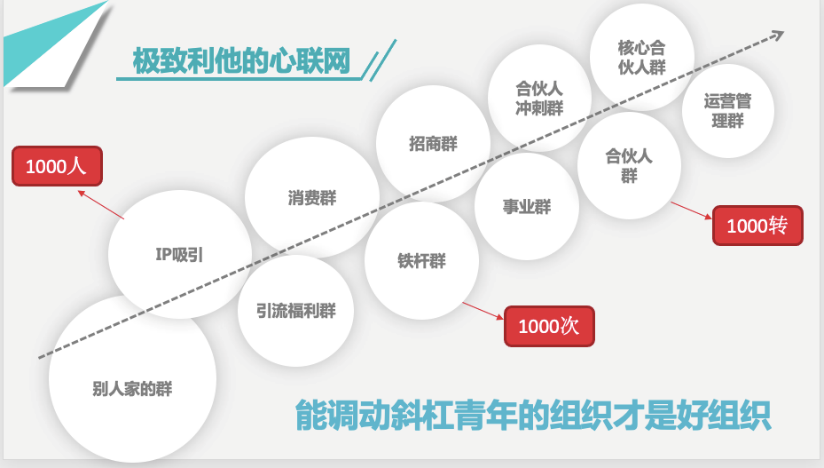 极致利他的心联网
核心合
伙人群
合伙人
冲刺群
运营管
理群
招商群
合伙人
群
1000人
消费群
事业群
1000转
IP吸引
铁杆群
引流福利群
1000次
别人家的群
能调动斜杠青年的组织才是好组织